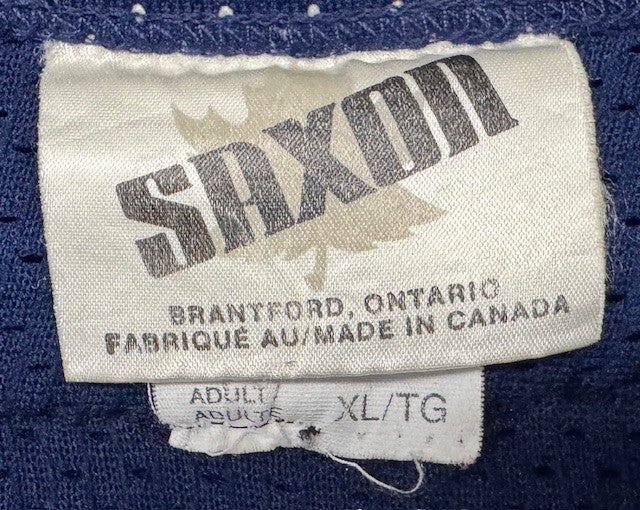 SAXON
BRANTFORD, ONTARIO
FABRIQUÉ AU/MADE IN CANADA
ADULT
ADULTE
XL/TG